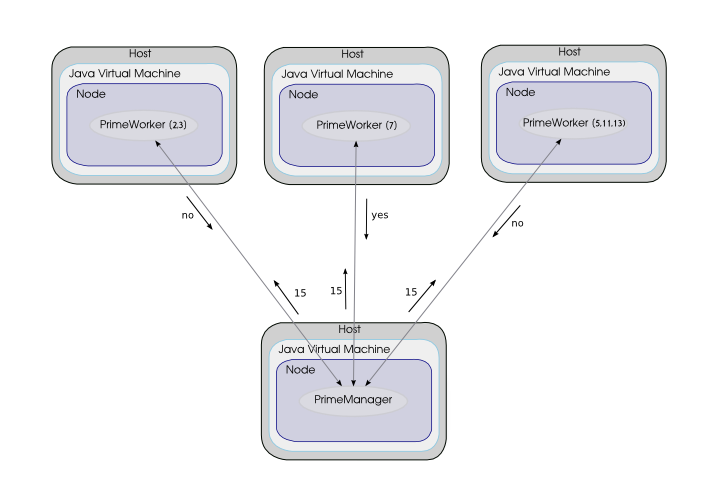 Host
Java Virtual Machine
Node
PrimeWorker (2,3)
Host
Java Virtual Machine
Node
PrimeWorker (7)
Host
Java Virtual Machine
Node
PrimeWorker (5,11,13)
no
yes
no
15
15
15
Host
Java Virtual Machine
Node
PrimeManager